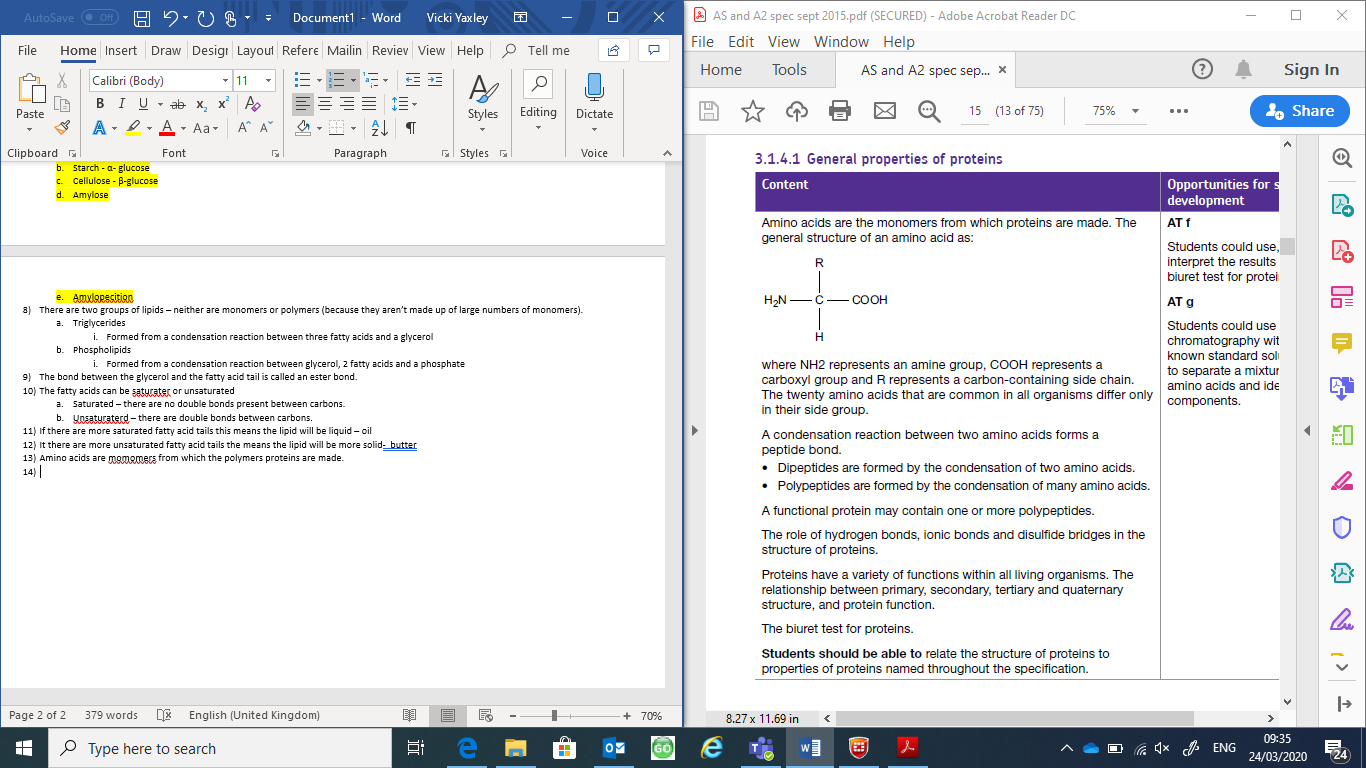 AutoSave Off Document1 - Word Vicki Yaxley
File Home Insert Draw Desig Layout Refere Mailin Review View Help Tell me
Calibri (Body) 11
Paste B I U ab x2 x2 Styles Editing Dictate
A A Aa A A
Clipboard Font Paragraph Styles Voice
b. Starch - α- glucose
c. Cellulose - β-glucose
d. Amylose
e. Amylopecition
8) There are two groups of lipids – neither are monomers or polymers (because they aren't made up of large numbers of monomers).
a. Triglycerides
i. Formed from a condensation reaction between three fatty acids and a glycerol
b. Phospholipids
i. Formed from a condensation reaction between glycerol, 2 fatty acids and a phosphate
9) The bond between the glycerol and the fatty acid tail is called an ester bond.
10) The fatty acids can be saturater or unsaturated
a. Saturated – there are no double bonds present between carbons.
b. Unsaturaterd – there are double bonds between carbons.
11) If there are more saturated fatty acid tails this means the lipid will be liquid – oil
12) It there are more unsaturated fatty acid tails the means the lipid will be more solid- butter
13) Amino acids are momomers from which the polymers proteins are made.
14)
Page 2 of 2 379 words English (United Kingdom) 70%
AS and A2 spec sept 2015.pdf (SECURED) - Adobe Acrobat Reader DC
File Edit View Window Help
Home Tools AS and A2 spec sep... Sign In
15 (13 of 75) 75% Share
3.1.4.1 General properties of proteins
Content
Opportunities for s
development
Amino acids are the monomers from which proteins are made. The
general structure of an amino acid as:
R
H2N C COOH
H
where NH2 represents an amine group, COOH represents a
carboxyl group and R represents a carbon-containing side chain.
The twenty amino acids that are common in all organisms differ only
in their side group.
A condensation reaction between two amino acids forms a
peptide bond.
• Dipeptides are formed by the condensation of two amino acids.
• Polypeptides are formed by the condensation of many amino acids.
A functional protein may contain one or more polypeptides.
The role of hydrogen bonds, ionic bonds and disulfide bridges in the
structure of proteins.
Proteins have a variety of functions within all living organisms. The
relationship between primary, secondary, tertiary and quaternary
structure, and protein function.
The biuret test for proteins.
Students should be able to relate the structure of proteins to
properties of proteins named throughout the specification.
AT f
Students could use,
interpret the results
biuret test for protei
AT g
Students could use
chromatography wit
known standard solu
to separate a mixtur
amino acids and ide
components.
8.27 x 11.69 in
Type here to search
GO
ENG
09:35
24/03/2020
24